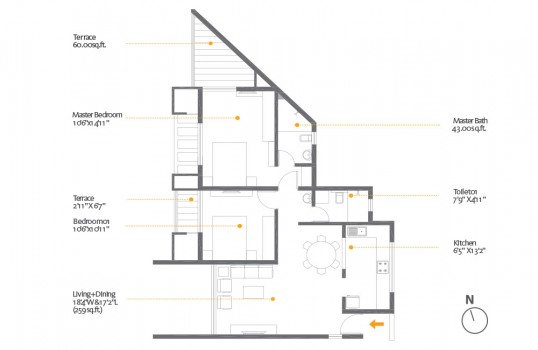 Terrace
60.00sq.ft.
Master Bedroom
10'6"X14'11"
Terrace
2'11" X 6'7"
Bedroom01
10'6"X10'11"
Living+Dining
18'4"W&17'2"L
(259sq.ft.)
Master Bath
43.00sq.ft.
Toilet01
7'9" X4'11"
Kitchen
6'5" X13'2"
N